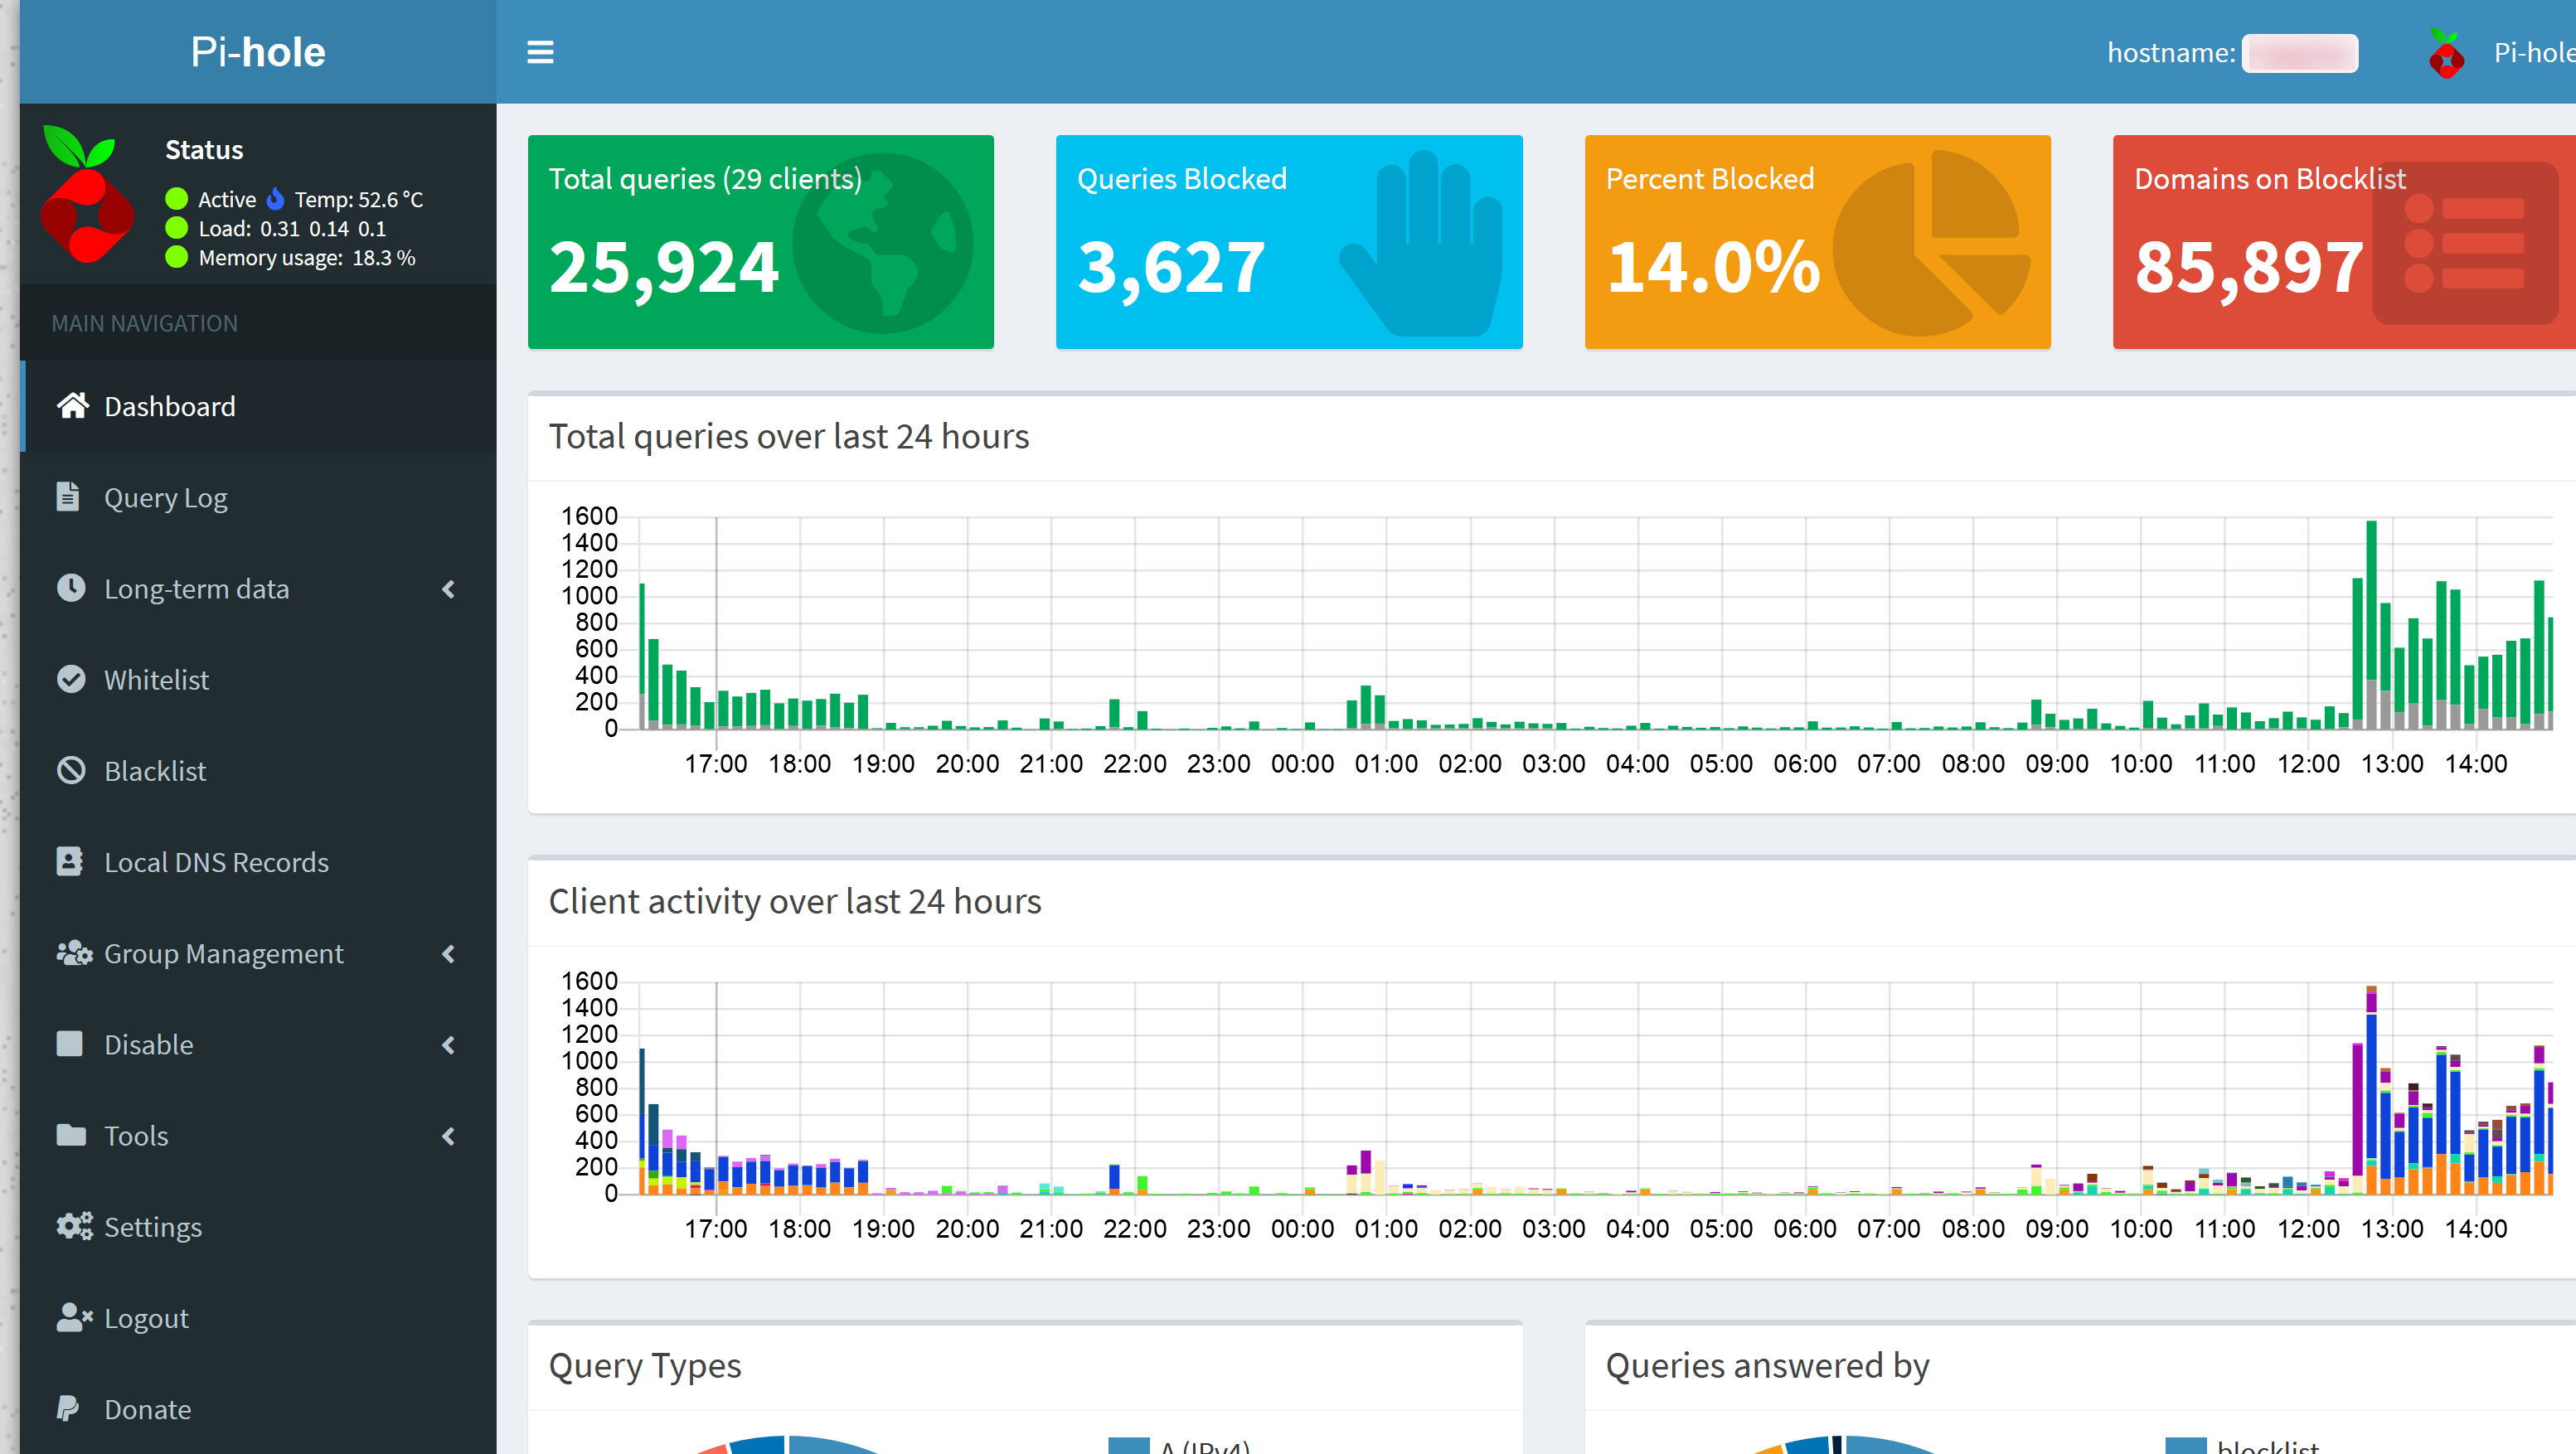 Pi-hole
hostname:
Pi-hole
Status
Active Temp: 52.6 °C
Load: 0.31 0.14 0.1
Memory usage: 18.3 %
MAIN NAVIGATION
Dashboard
Query Log
Long-term data
Whitelist
Blacklist
Local DNS Records
Group Management
Disable
Tools
Settings
Logout
Donate
Total queries (29 clients)
25,924
Queries Blocked
3,627
Percent Blocked
14.0%
Domains on Blocklist
85,897
Total queries over last 24 hours
1600
1400
1200
1000
800
600
400
200
0
17:00 18:00 19:00 20:00 21:00 22:00 23:00 00:00 01:00 02:00 03:00 04:00 05:00 06:00 07:00 08:00 09:00 10:00 11:00 12:00 13:00 14:00
Client activity over last 24 hours
1600
1400
1200
1000
800
600
400
200
0
17:00 18:00 19:00 20:00 21:00 22:00 23:00 00:00 01:00 02:00 03:00 04:00 05:00 06:00 07:00 08:00 09:00 10:00 11:00 12:00 13:00 14:00
Query Types
A (IPv4)
Queries answered by
blocklist